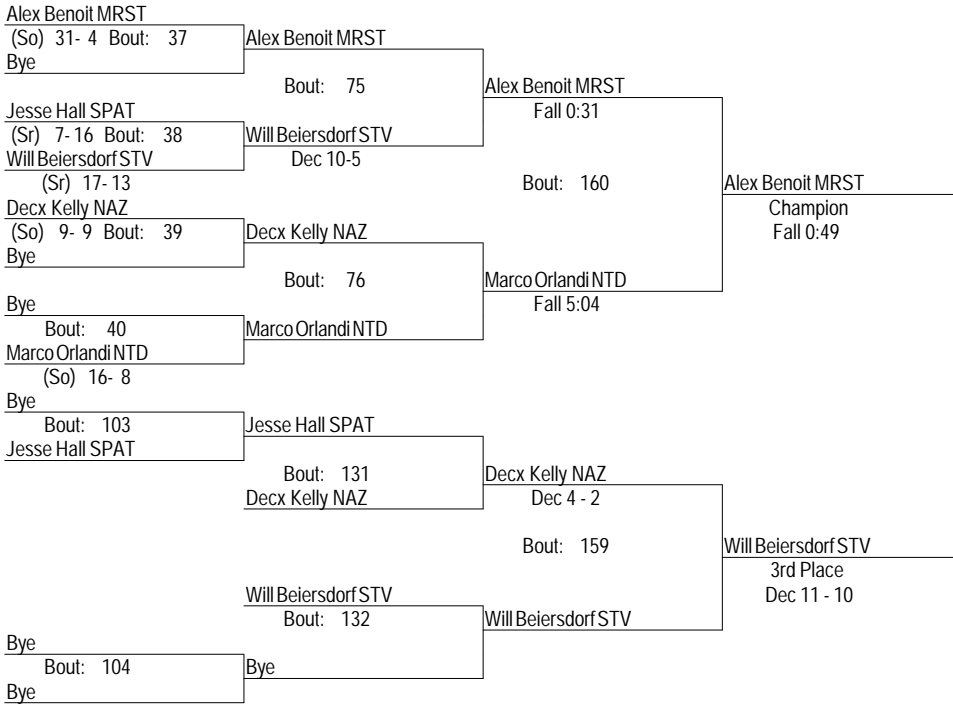 Alex Benoit MRST
(So) 31- 4 Bout: 37
Alex Benoit MRST
Bye
Bout: 75
Alex Benoit MRST
Jesse Hall SPAT
Fall 0:31
(Sr) 7- 16 Bout: 38
Will Beiersdorf STV
Will Beiersdorf STV
Dec 10-5
(Sr) 17- 13
Bout: 160
Alex Benoit MRST
Decx Kelly NAZ
Champion
(So) 9- 9 Bout: 39
Decx Kelly NAZ
Fall 0:49
Bye
Bout: 76
Marco Orlandi NTD
Bye
Fall 5:04
Bout: 40
Marco Orlandi NTD
Marco Orlandi NTD
(So) 16- 8
Bye
Bout: 103
Jesse Hall SPAT
Jesse Hall SPAT
Bout: 131
Decx Kelly NAZ
Decx Kelly NAZ
Dec 4 - 2
Bout: 159
Will Beiersdorf STV
3rd Place
Will Beiersdorf STV
Dec 11 - 10
Bout: 132
Will Beiersdorf STV
Bye
Bout: 104
Bye
Bye